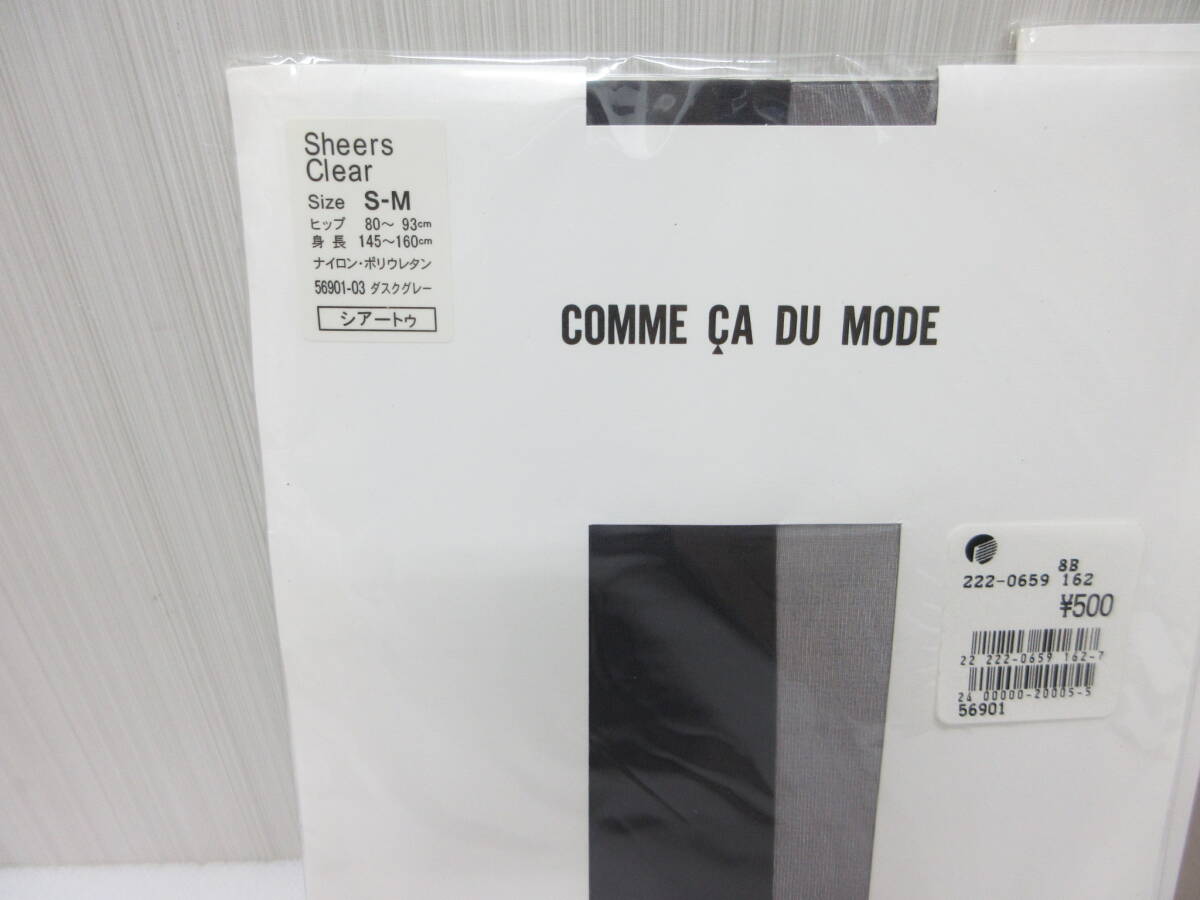 Sheers
Clear
Size S-M
ヒップ 80～93cm
身長 145～160cm
ナイロン・ポリウレタン
56901-03 ダスクグレー
シアートゥ
COMME ÇA DU MODE
8B
222-0659 162
¥500
22 222-0659 162-7
24 00000-20005-5
56901